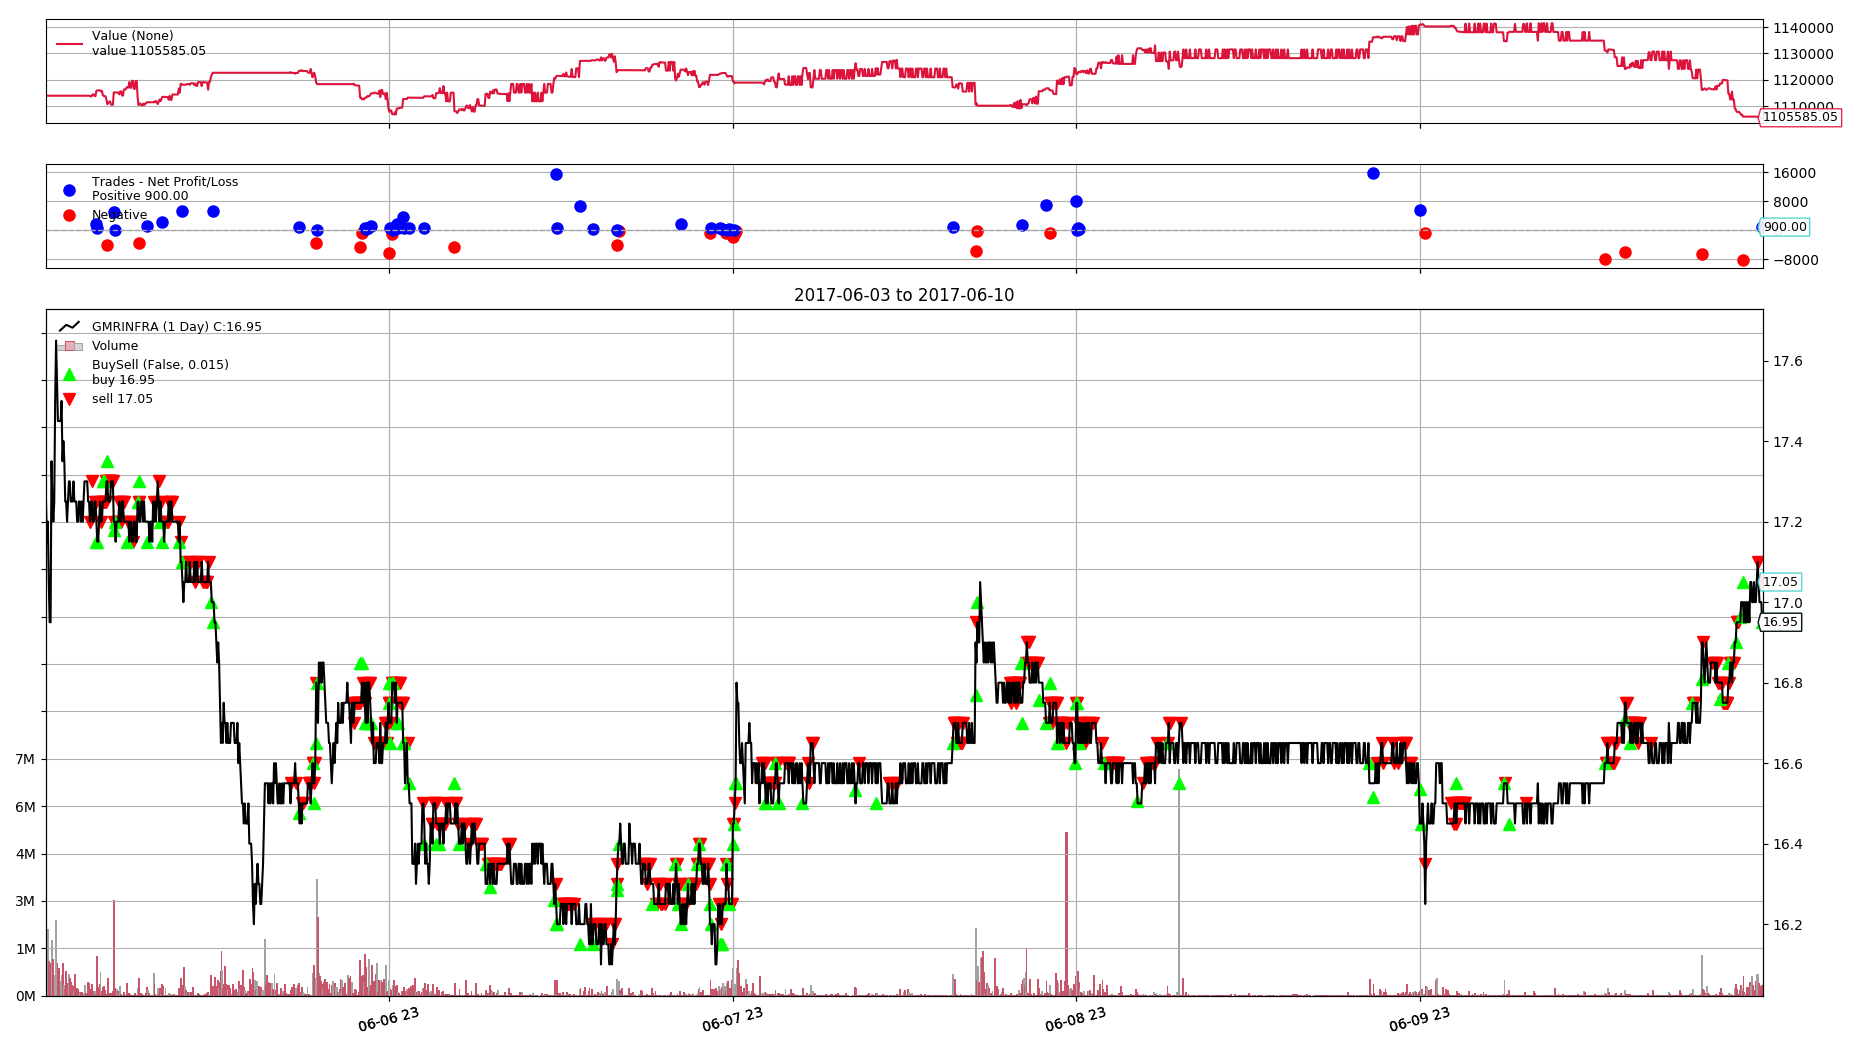 Value (None)
value 1105585.05
1140000
1130000
1120000
1110000
1105585.05
Trades - Net Profit/Loss
Positive 900.00
Negative
16000
8000
900.00
−8000
2017-06-03 to 2017-06-10
GMRINFRA (1 Day) C:16.95
Volume
BuySell (False, 0.015)
buy 16.95
sell 17.05
17.6
17.4
17.2
17.05
17.0
16.95
16.8
7M
16.6
6M
4M
16.4
3M
16.2
1M
0M
06-06 23
06-07 23
06-08 23
06-09 23